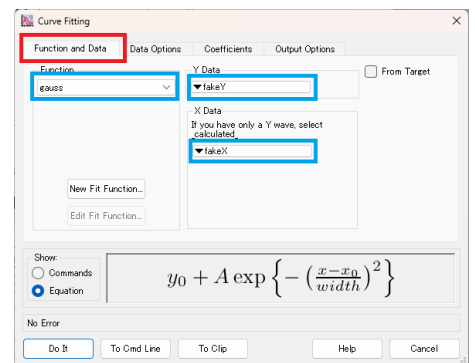 Curve Fitting
Function and Data
Data Options
Coefficients
Output Options
Function
gauss
Y Data
fakeY
From Target
X Data
If you have only a Y wave, select
_calculated_
fakeX
New Fit Function...
Edit Fit Function...
Show:
Commands
Equation
y₀ + A exp { − ( (x−x₀)/width )² }
No Error
Do It
To Cmd Line
To Clip
Help
Cancel